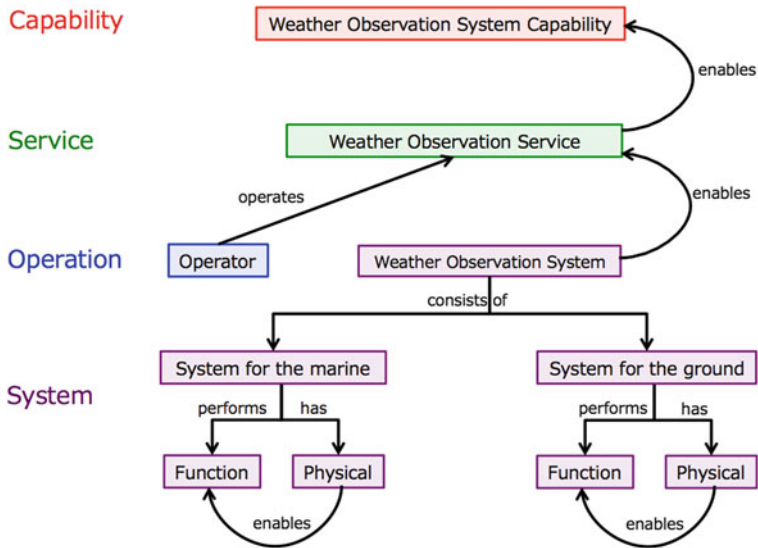 Capability
Weather Observation System Capability
enables
Service
Weather Observation Service
operates
enables
Operation
Operator
Weather Observation System
consists of
System for the marine
System for the ground
System
performs
has
performs
has
Function
Physical
Function
Physical
enables
enables